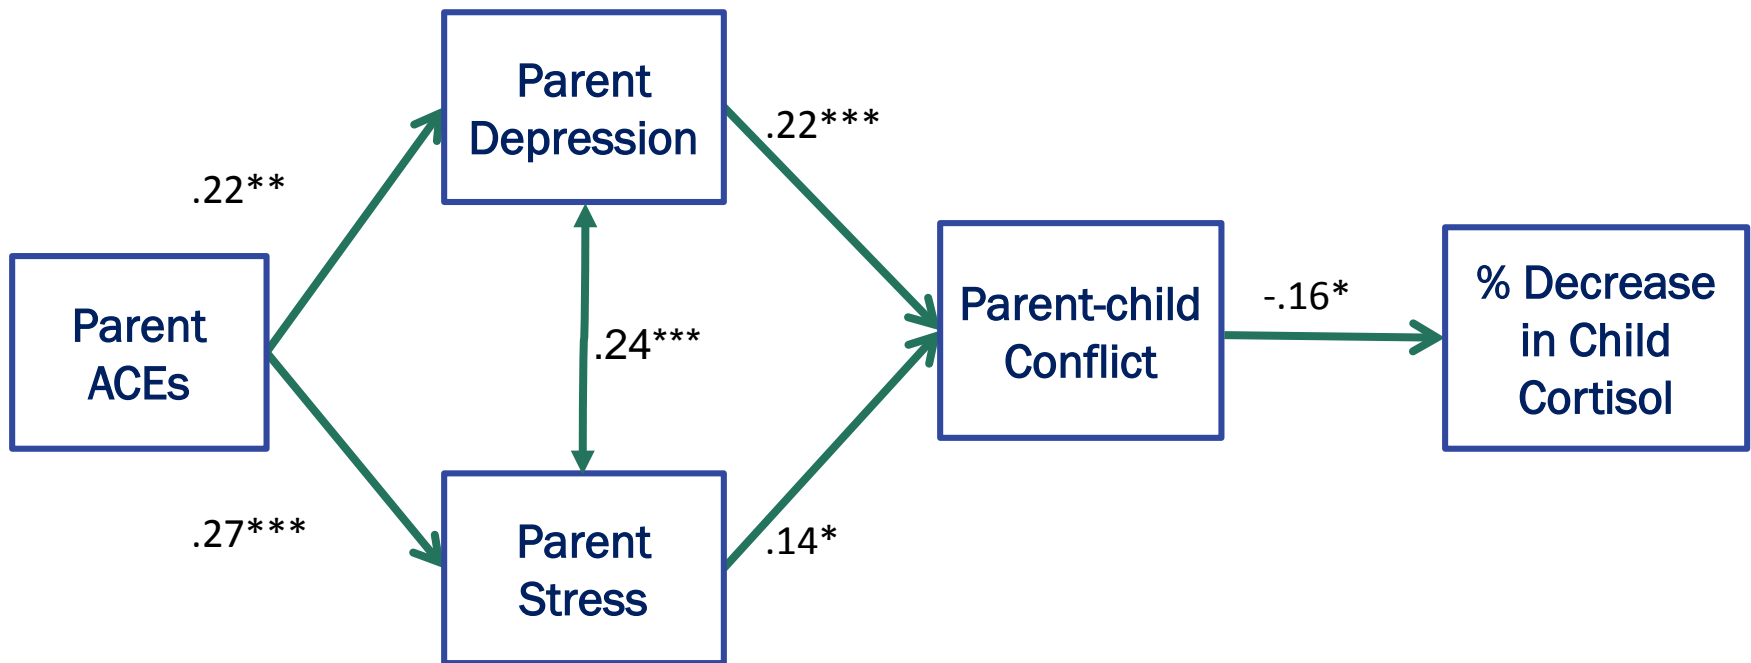 Parent
Depression
.22***
.22**
Parent
ACEs
.24***
Parent-child
Conflict
-.16*
% Decrease
in Child
Cortisol
.27***
Parent
Stress
.14*